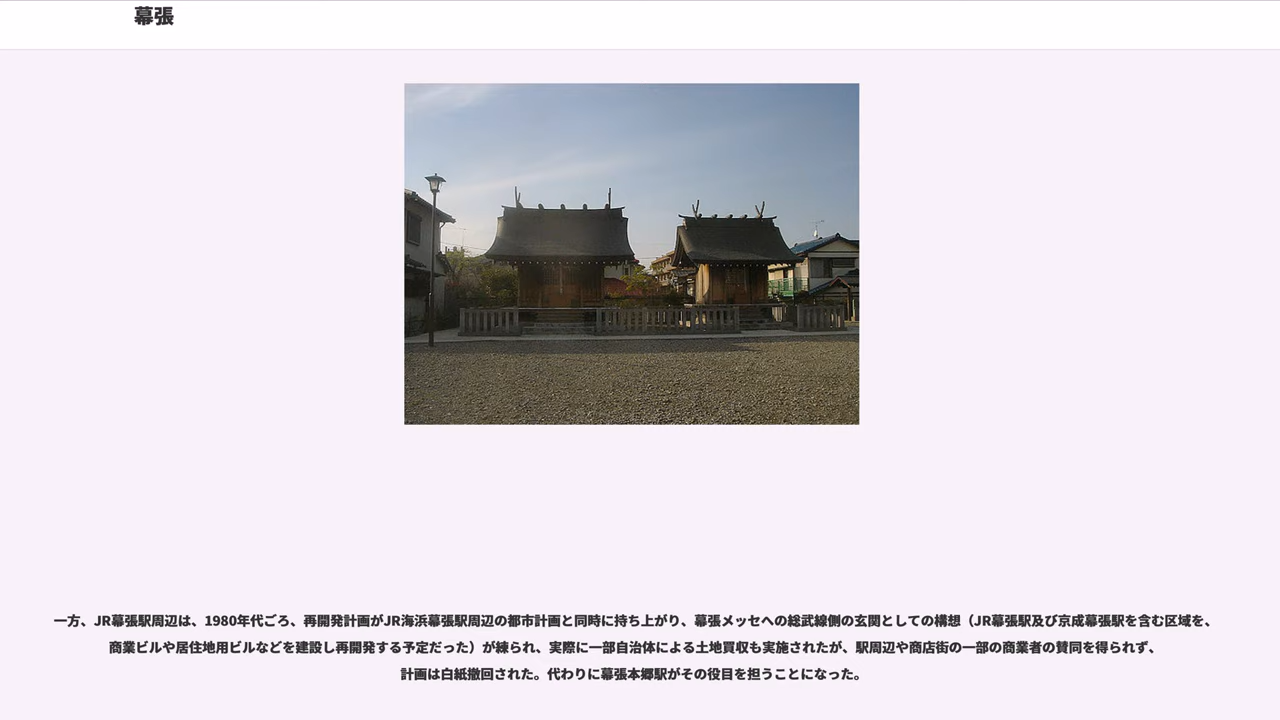 幕張
一方、JR幕張駅周辺は、1980年代ごろ、再開発計画がJR海浜幕張駅周辺の都市計画と同時に持ち上がり、幕張メッセへの総武線側の玄関としての構想（JR幕張駅及び京成幕張駅を含む区域を、
商業ビルや居住地用ビルなどを建設し再開発する予定だった）が練られ、実際に一部自治体による土地買収も実施されたが、駅周辺や商店街の一部の商業者の賛同を得られず、
計画は白紙撤回された。代わりに幕張本郷駅がその役目を担うことになった。